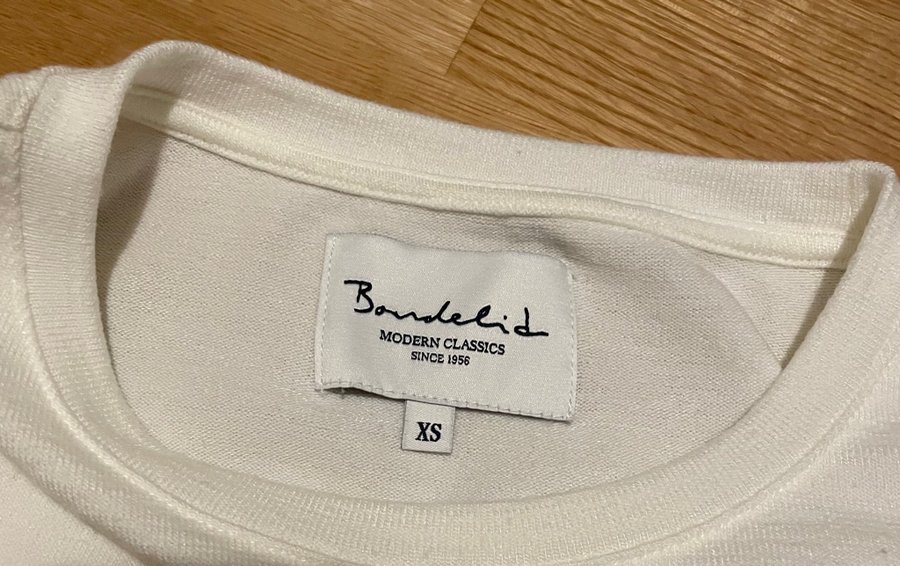 Bondelid
MODERN CLASSICS
SINCE 1956
XS